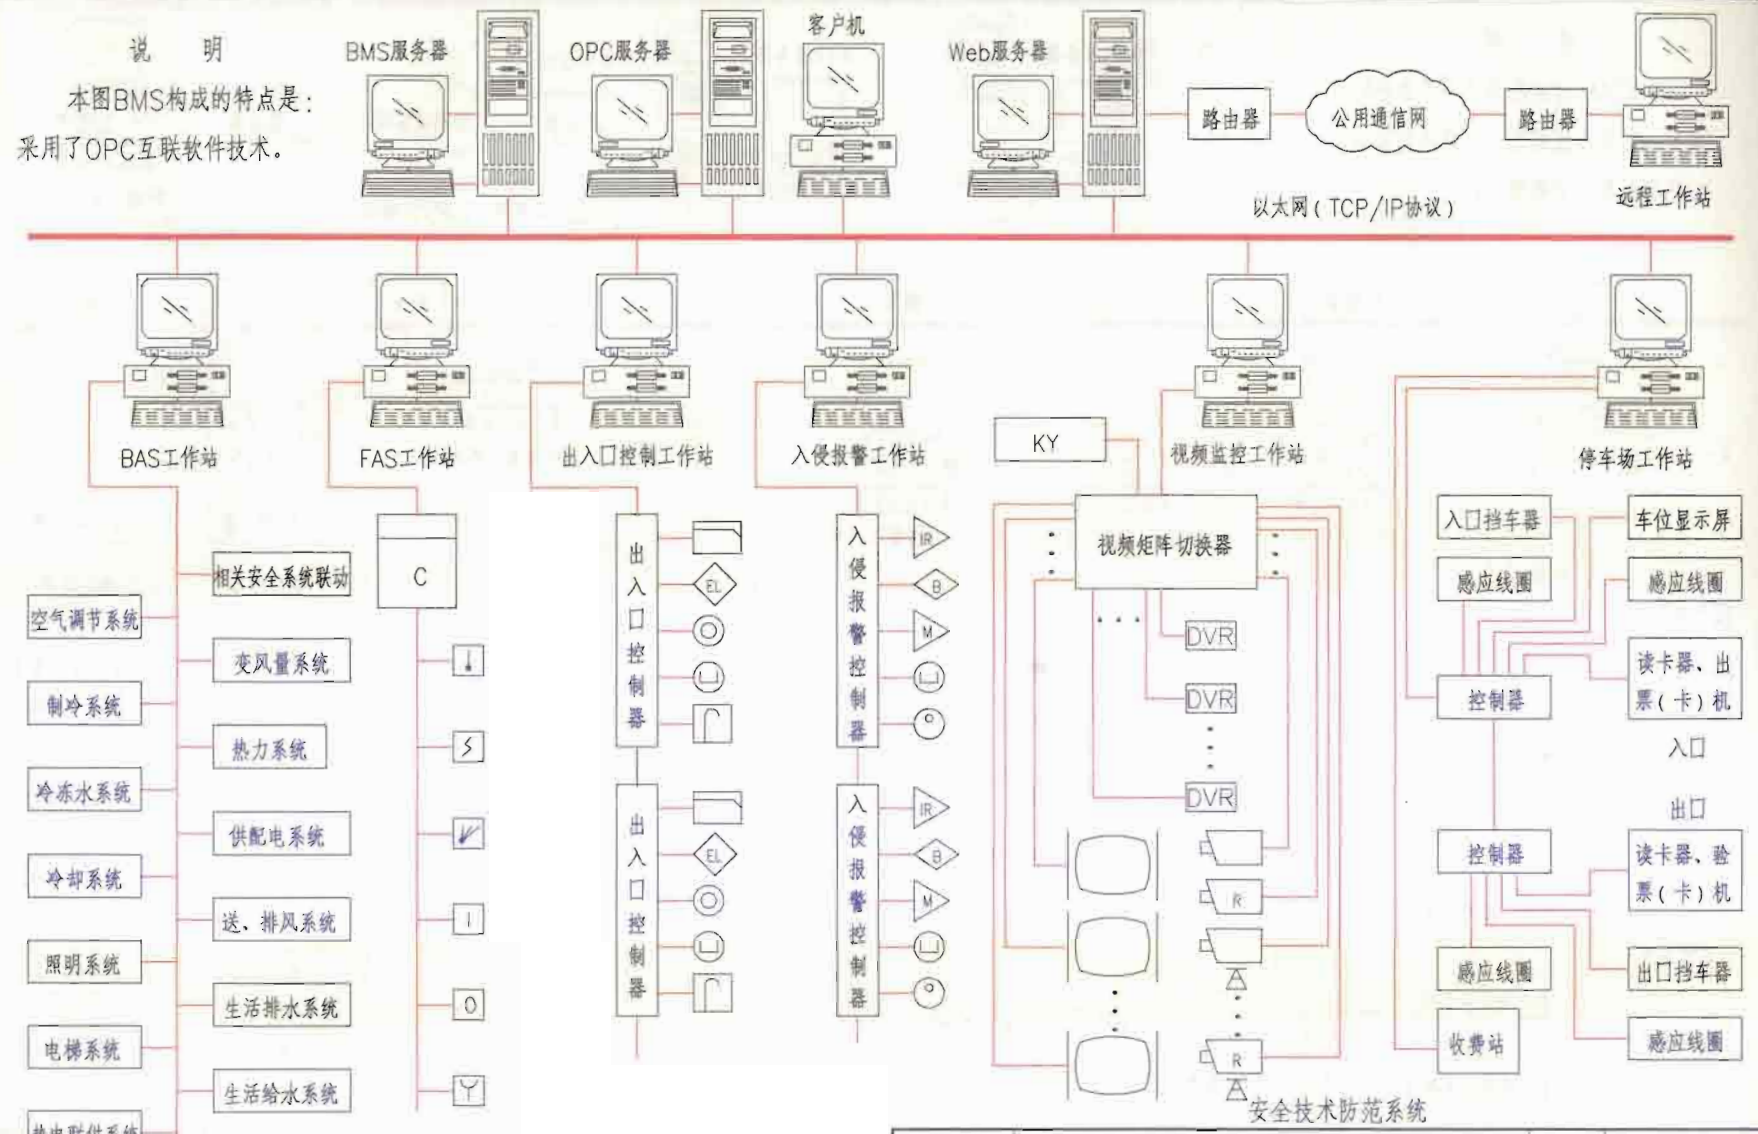 说 明
本图BMS构成的特点是：
采用了OPC互联软件技术。
BMS服务器
OPC服务器
客户机
Web服务器
路由器
公用通信网
路由器
远程工作站
以太网(TCP/IP协议)
BAS工作站
FAS工作站
出入口控制工作站
入侵报警工作站
视频监控工作站
停车场工作站
相关安全系统联动
空气调节系统
变风量系统
制冷系统
热力系统
冷冻水系统
供配电系统
冷却系统
送、排风系统
照明系统
生活排水系统
电梯系统
生活给水系统
C
出入口控制器
EL
出入口控制器
EL
入侵报警控制器
IR
B
M
入侵报警控制器
IR
B
M
KY
视频矩阵切换器
DVR
DVR
DVR
R
R
入口挡车器
车位显示屏
感应线圈
感应线圈
控制器
读卡器、出
票(卡)机
入口
出口
控制器
读卡器、验
票(卡)机
感应线圈
出口挡车器
收费站
感应线圈
安全技术防范系统